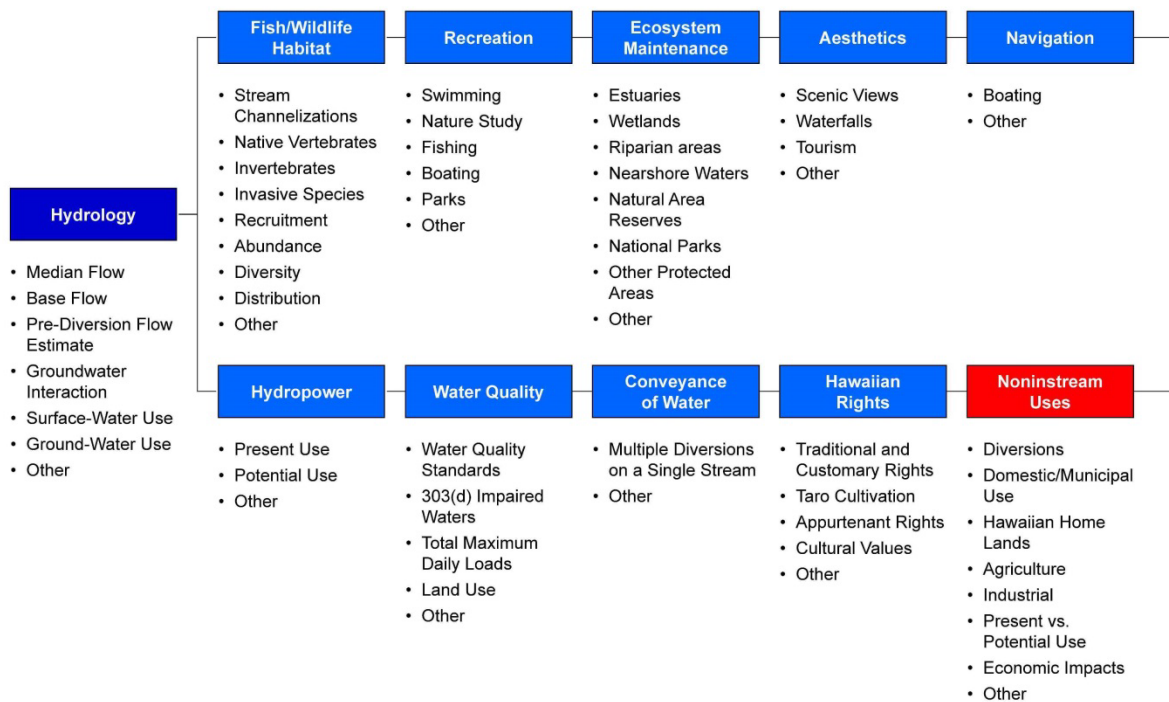 Fish/Wildlife
Habitat
• Stream
Channelizations
• Native Vertebrates
• Invertebrates
• Invasive Species
• Recruitment
• Abundance
• Diversity
• Distribution
• Other
Recreation
• Swimming
• Nature Study
• Fishing
• Boating
• Parks
• Other
Ecosystem
Maintenance
• Estuaries
• Wetlands
• Riparian areas
• Nearshore Waters
• Natural Area
Reserves
• National Parks
• Other Protected
Areas
• Other
Aesthetics
• Scenic Views
• Waterfalls
• Tourism
• Other
Navigation
• Boating
• Other
Hydrology
• Median Flow
• Base Flow
• Pre-Diversion Flow
Estimate
• Groundwater
Interaction
• Surface-Water Use
• Ground-Water Use
• Other
Hydropower
• Present Use
• Potential Use
• Other
Water Quality
• Water Quality
Standards
• 303(d) Impaired
Waters
• Total Maximum
Daily Loads
• Land Use
• Other
Conveyance
of Water
• Multiple Diversions
on a Single Stream
• Other
Hawaiian
Rights
• Traditional and
Customary Rights
• Taro Cultivation
• Appurtenant Rights
• Cultural Values
• Other
Noninstream
Uses
• Diversions
• Domestic/Municipal
Use
• Hawaiian Home
Lands
• Agriculture
• Industrial
• Present vs.
Potential Use
• Economic Impacts
• Other